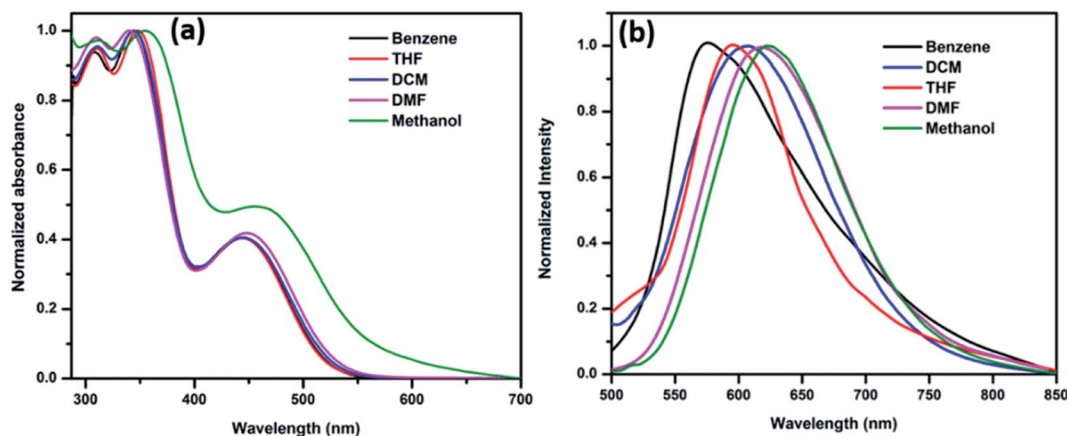 (a)
Benzene
THF
DCM
DMF
Methanol
Normalized absorbance
1.0
0.8
0.6
0.4
0.2
0.0
300
400
500
600
700
Wavelength (nm)
(b)
Benzene
DCM
THF
DMF
Methanol
Normalized Intensity
1.0
0.8
0.6
0.4
0.2
0.0
500
550
600
650
700
750
800
850
Wavelength (nm)